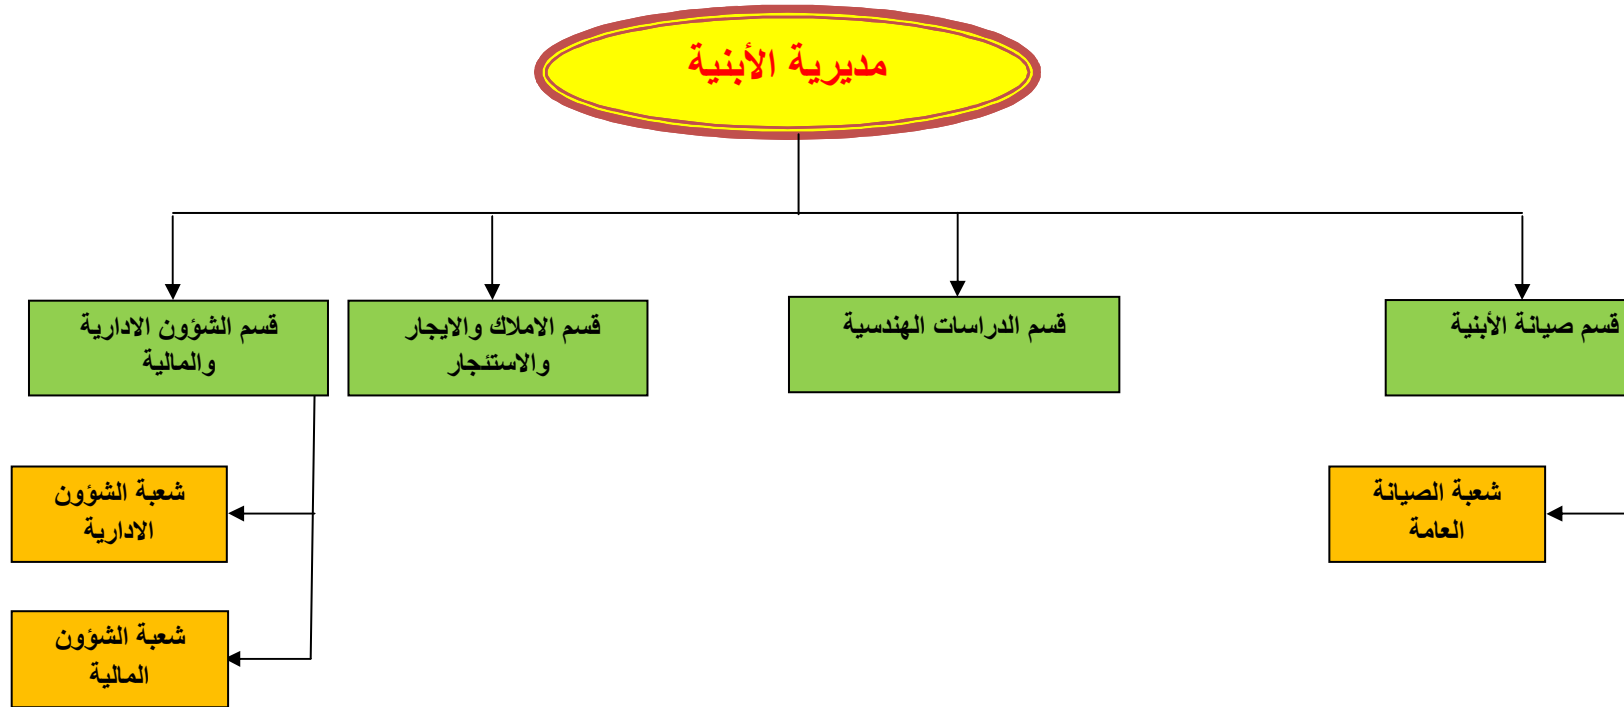 مديرية الأبنية
قسم صيانة الأبنية
قسم الدراسات الهندسية
قسم الاملاك والايجار
والاستئجار
قسم الشؤون الادارية
والمالية
شعبة الصيانة
العامة
شعبة الشؤون
الادارية
شعبة الشؤون
المالية